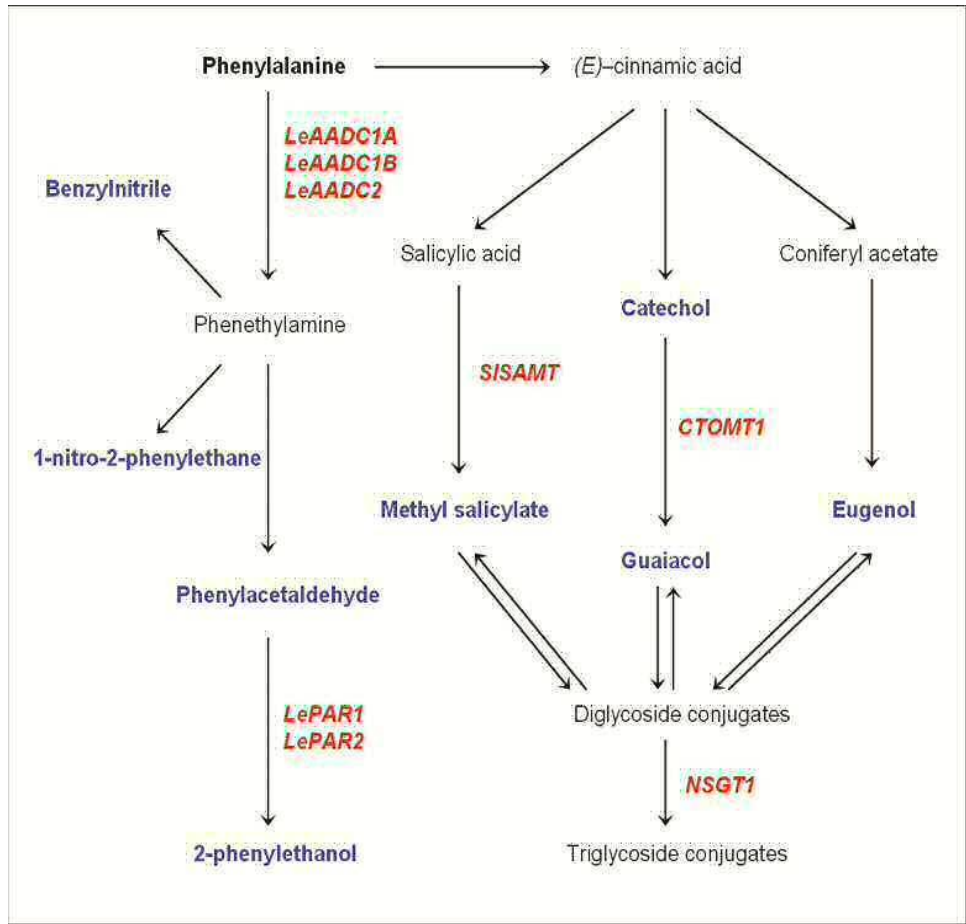 Phenylalanine
(E)–cinnamic acid
LeAADC1A
LeAADC1B
LeAADC2
Benzylnitrile
Salicylic acid
Coniferyl acetate
Catechol
Phenethylamine
SlSAMT
CTOMT1
1-nitro-2-phenylethane
Methyl salicylate
Eugenol
Guaiacol
Phenylacetaldehyde
LePAR1
LePAR2
Diglycoside conjugates
NSGT1
2-phenylethanol
Triglycoside conjugates